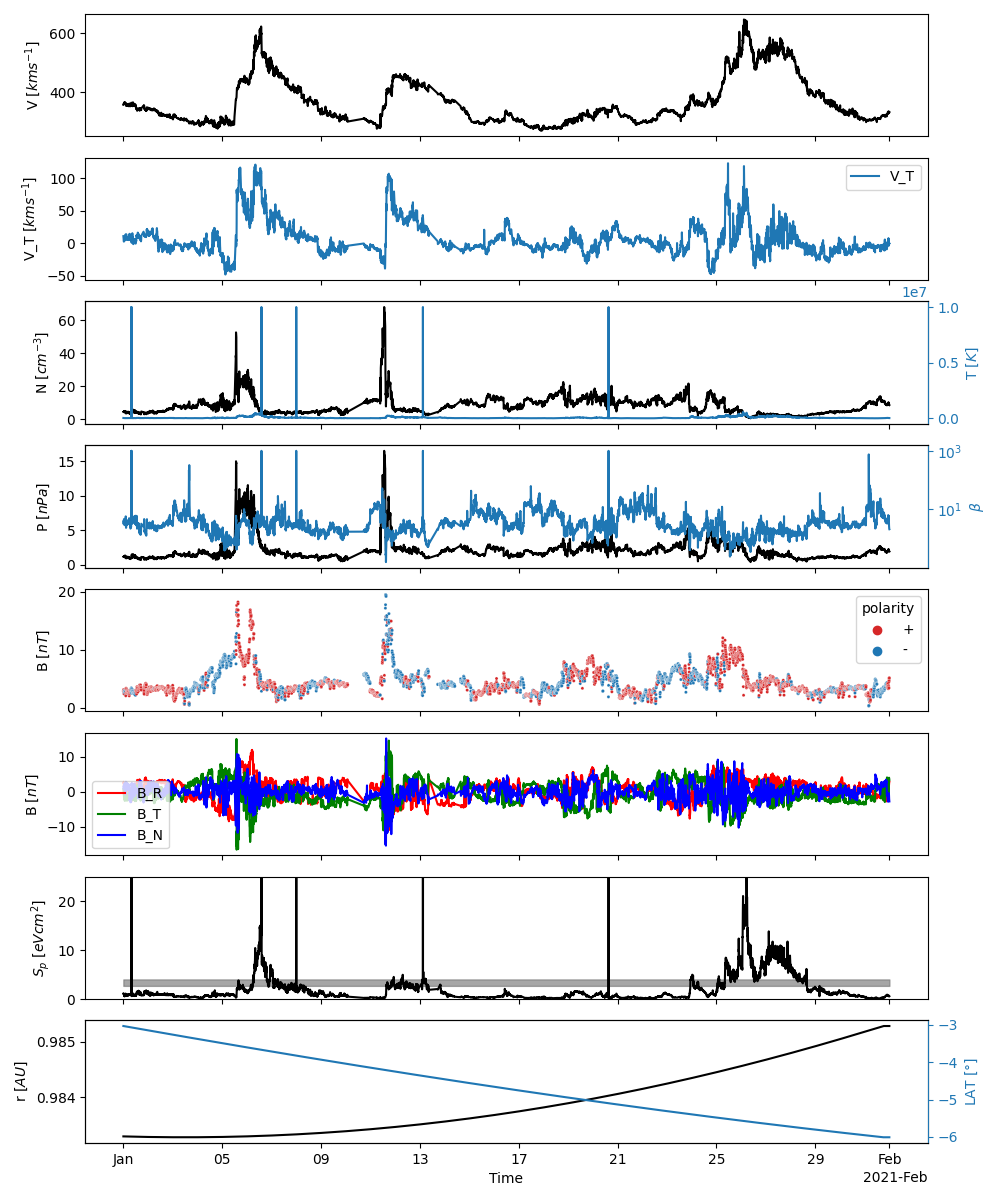 V [kms⁻¹]
600
400
V_T [kms⁻¹]
100
50
0
−50
V_T
N [cm⁻³]
60
40
20
0
1e7
1.0
0.5
0.0
T [K]
P [nPa]
15
10
5
0
10³
10¹
β
B [nT]
20
10
0
polarity
+
-
B [nT]
10
0
−10
B_R
B_T
B_N
Sₚ [eVcm²]
20
10
0
r [AU]
0.985
0.984
−3
−4
−5
−6
LAT [°]
Jan 05 09 13 17 21 25 29 Feb
Time
2021-Feb